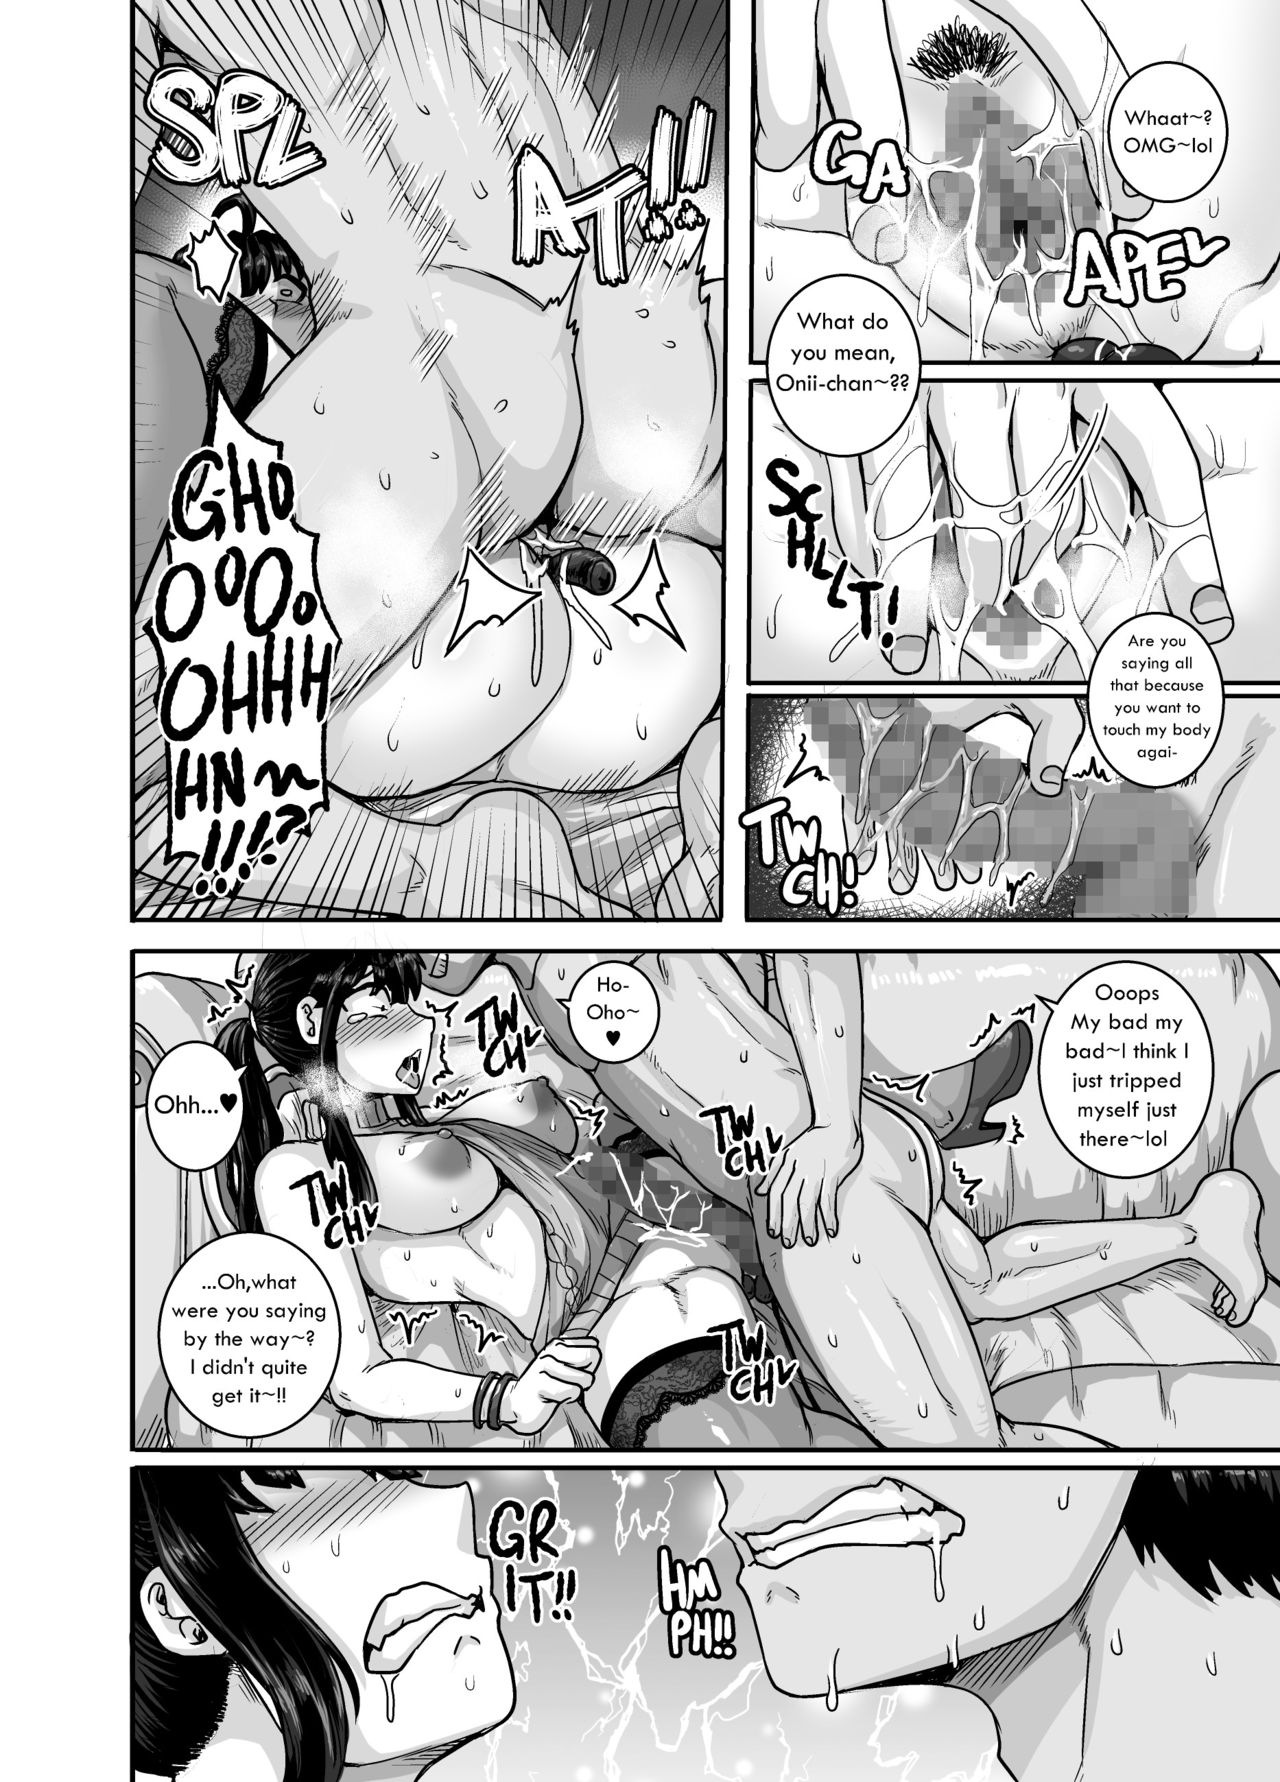 Whaat~?
OMG~lol
GA
APE
What do
you mean,
Onii-chan~??
SCHLLT!
Are you
saying all
that because
you want to
touch my body
agai-
TW
CH!
SPL
AT!!
GHO
OOOO
OHHH
HN~
!!!?
Ooops
My bad my
bad~I think I
just tripped
myself just
there~lol
Ho-
Oho~
♥
TW
CH
TW
CH
Ohh...♥
TW
CH
TW
CH
...Oh,what
were you saying
by the way~?
I didn't quite
get it~!!
HM
PH!!
GR
IT!!